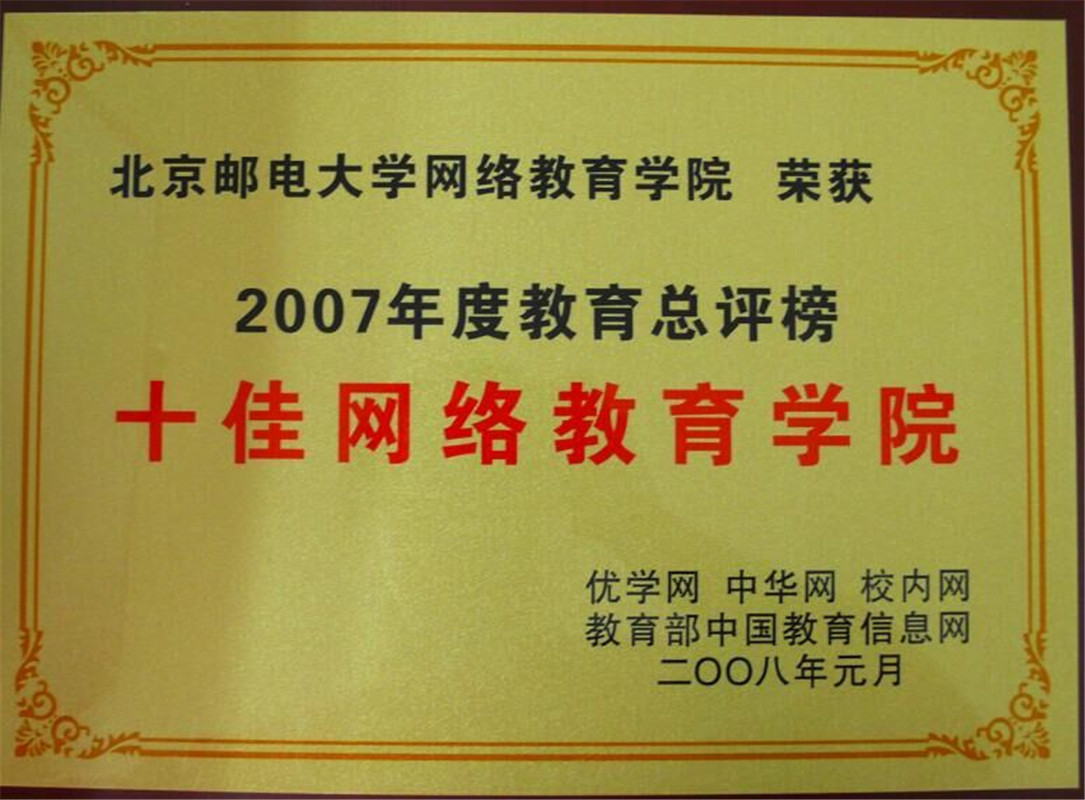 北京邮电大学网络教育学院 荣获
2007年度教育总评榜
十佳网络教育学院
优学网 中华网 校内网
教育部中国教育信息网
二〇〇八年元月